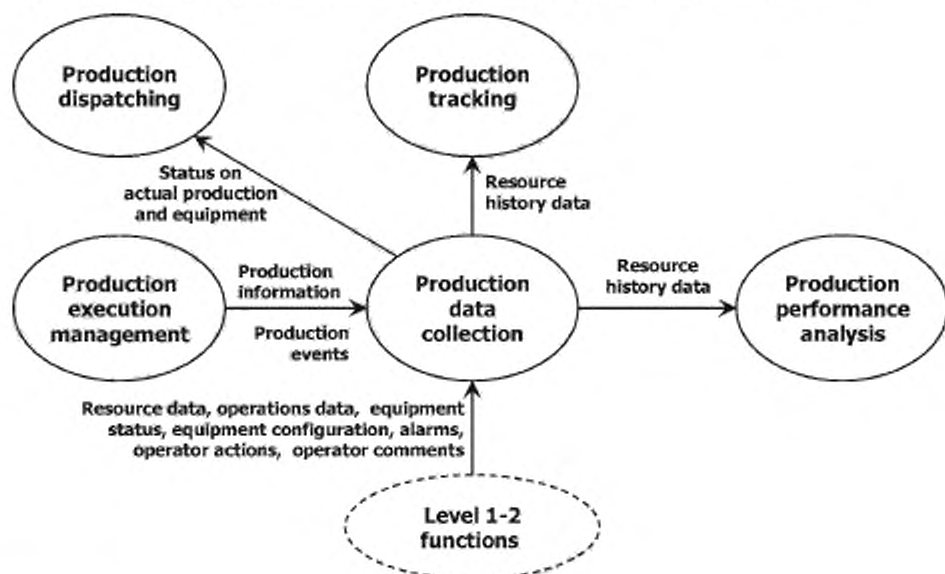 Production
dispatching
Production
tracking
Status on
actual production
and equipment
Resource
history data
Production
execution
management
Production
information
Production
events
Production
data
collection
Resource
history data
Production
performance
analysis
Resource data, operations data, equipment
status, equipment configuration, alarms,
operator actions, operator comments
Level 1-2
functions